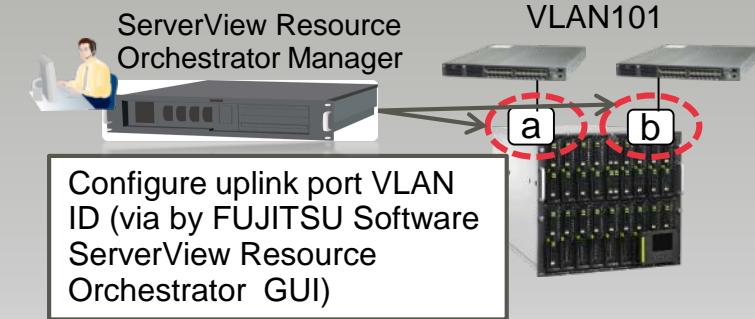 ServerView Resource
Orchestrator Manager
VLAN101
a
b
Configure uplink port VLAN
ID (via by FUJITSU Software
ServerView Resource
Orchestrator GUI)